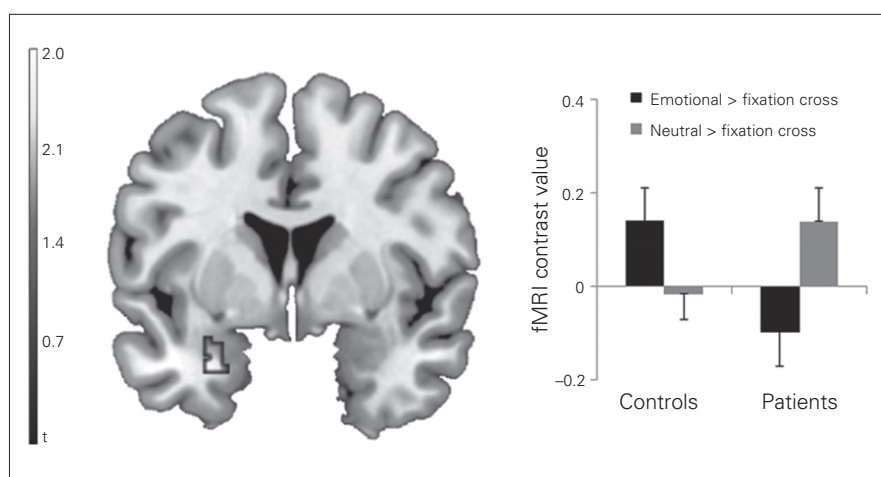 2.0
2.1
1.4
0.7
t
fMRI contrast value
0.4
0.2
0
–0.2
Emotional > fixation cross
Neutral > fixation cross
Controls
Patients